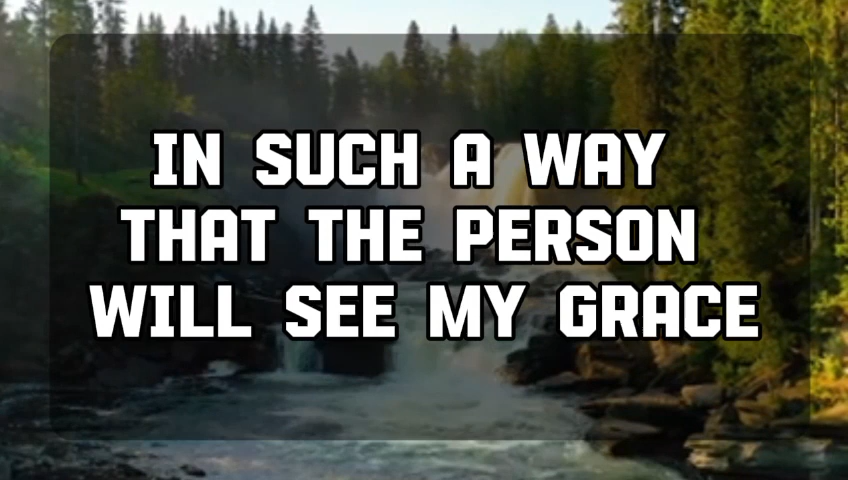 IN SUCH A WAY
THAT THE PERSON
WILL SEE MY GRACE